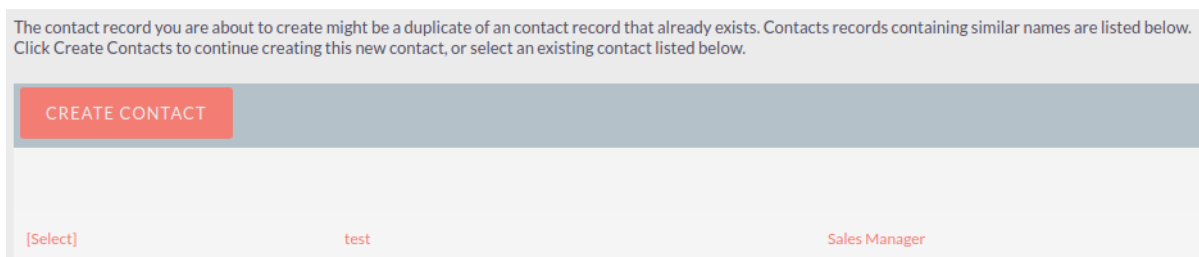 The contact record you are about to create might be a duplicate of an contact record that already exists. Contacts records containing similar names are listed below.
Click Create Contacts to continue creating this new contact, or select an existing contact listed below.
CREATE CONTACT
[Select] test Sales Manager